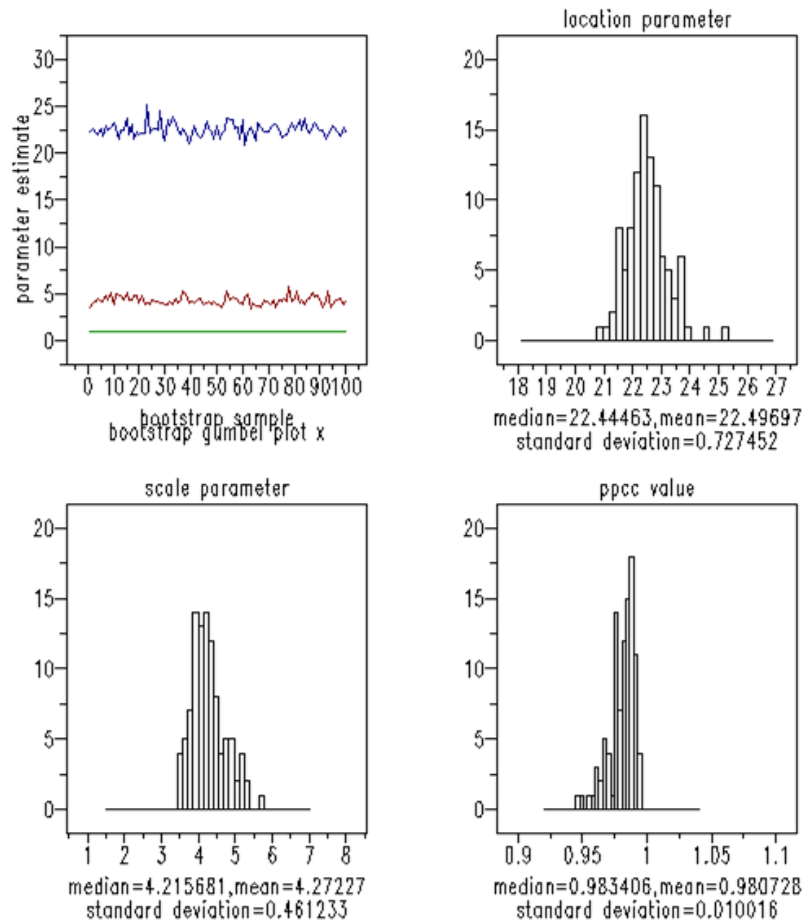 30
25
20
15
10
5
0
parameter estimate
0 10 20 30 40 50 60 70 80 90100
bootstrap sample
bootstrap gumbel plot x
location parameter
20
15
10
5
0
18 19 20 21 22 23 24 25 26 27
median=22.44463,mean=22.49697
standard deviation=0.727452
scale parameter
20
15
10
5
0
1 2 3 4 5 6 7 8
median=4.215681,mean=4.27227
standard deviation=0.461233
ppcc value
20
15
10
5
0
0.9 0.95 1 1.05 1.1
median=0.983406,mean=0.980728
standard deviation=0.010016